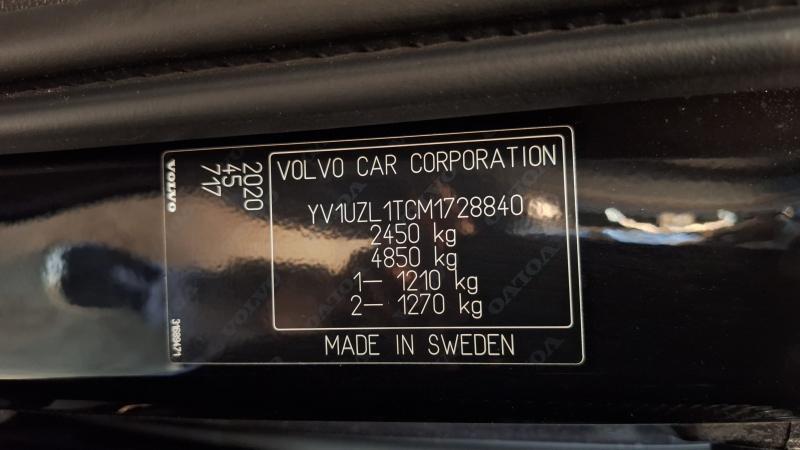 VOLVO
2020
45
717
VOLVO CAR CORPORATION
YV1UZL1TCM1728840
2450 kg
4850 kg
1— 1210 kg
2— 1270 kg
MADE IN SWEDEN
31689471